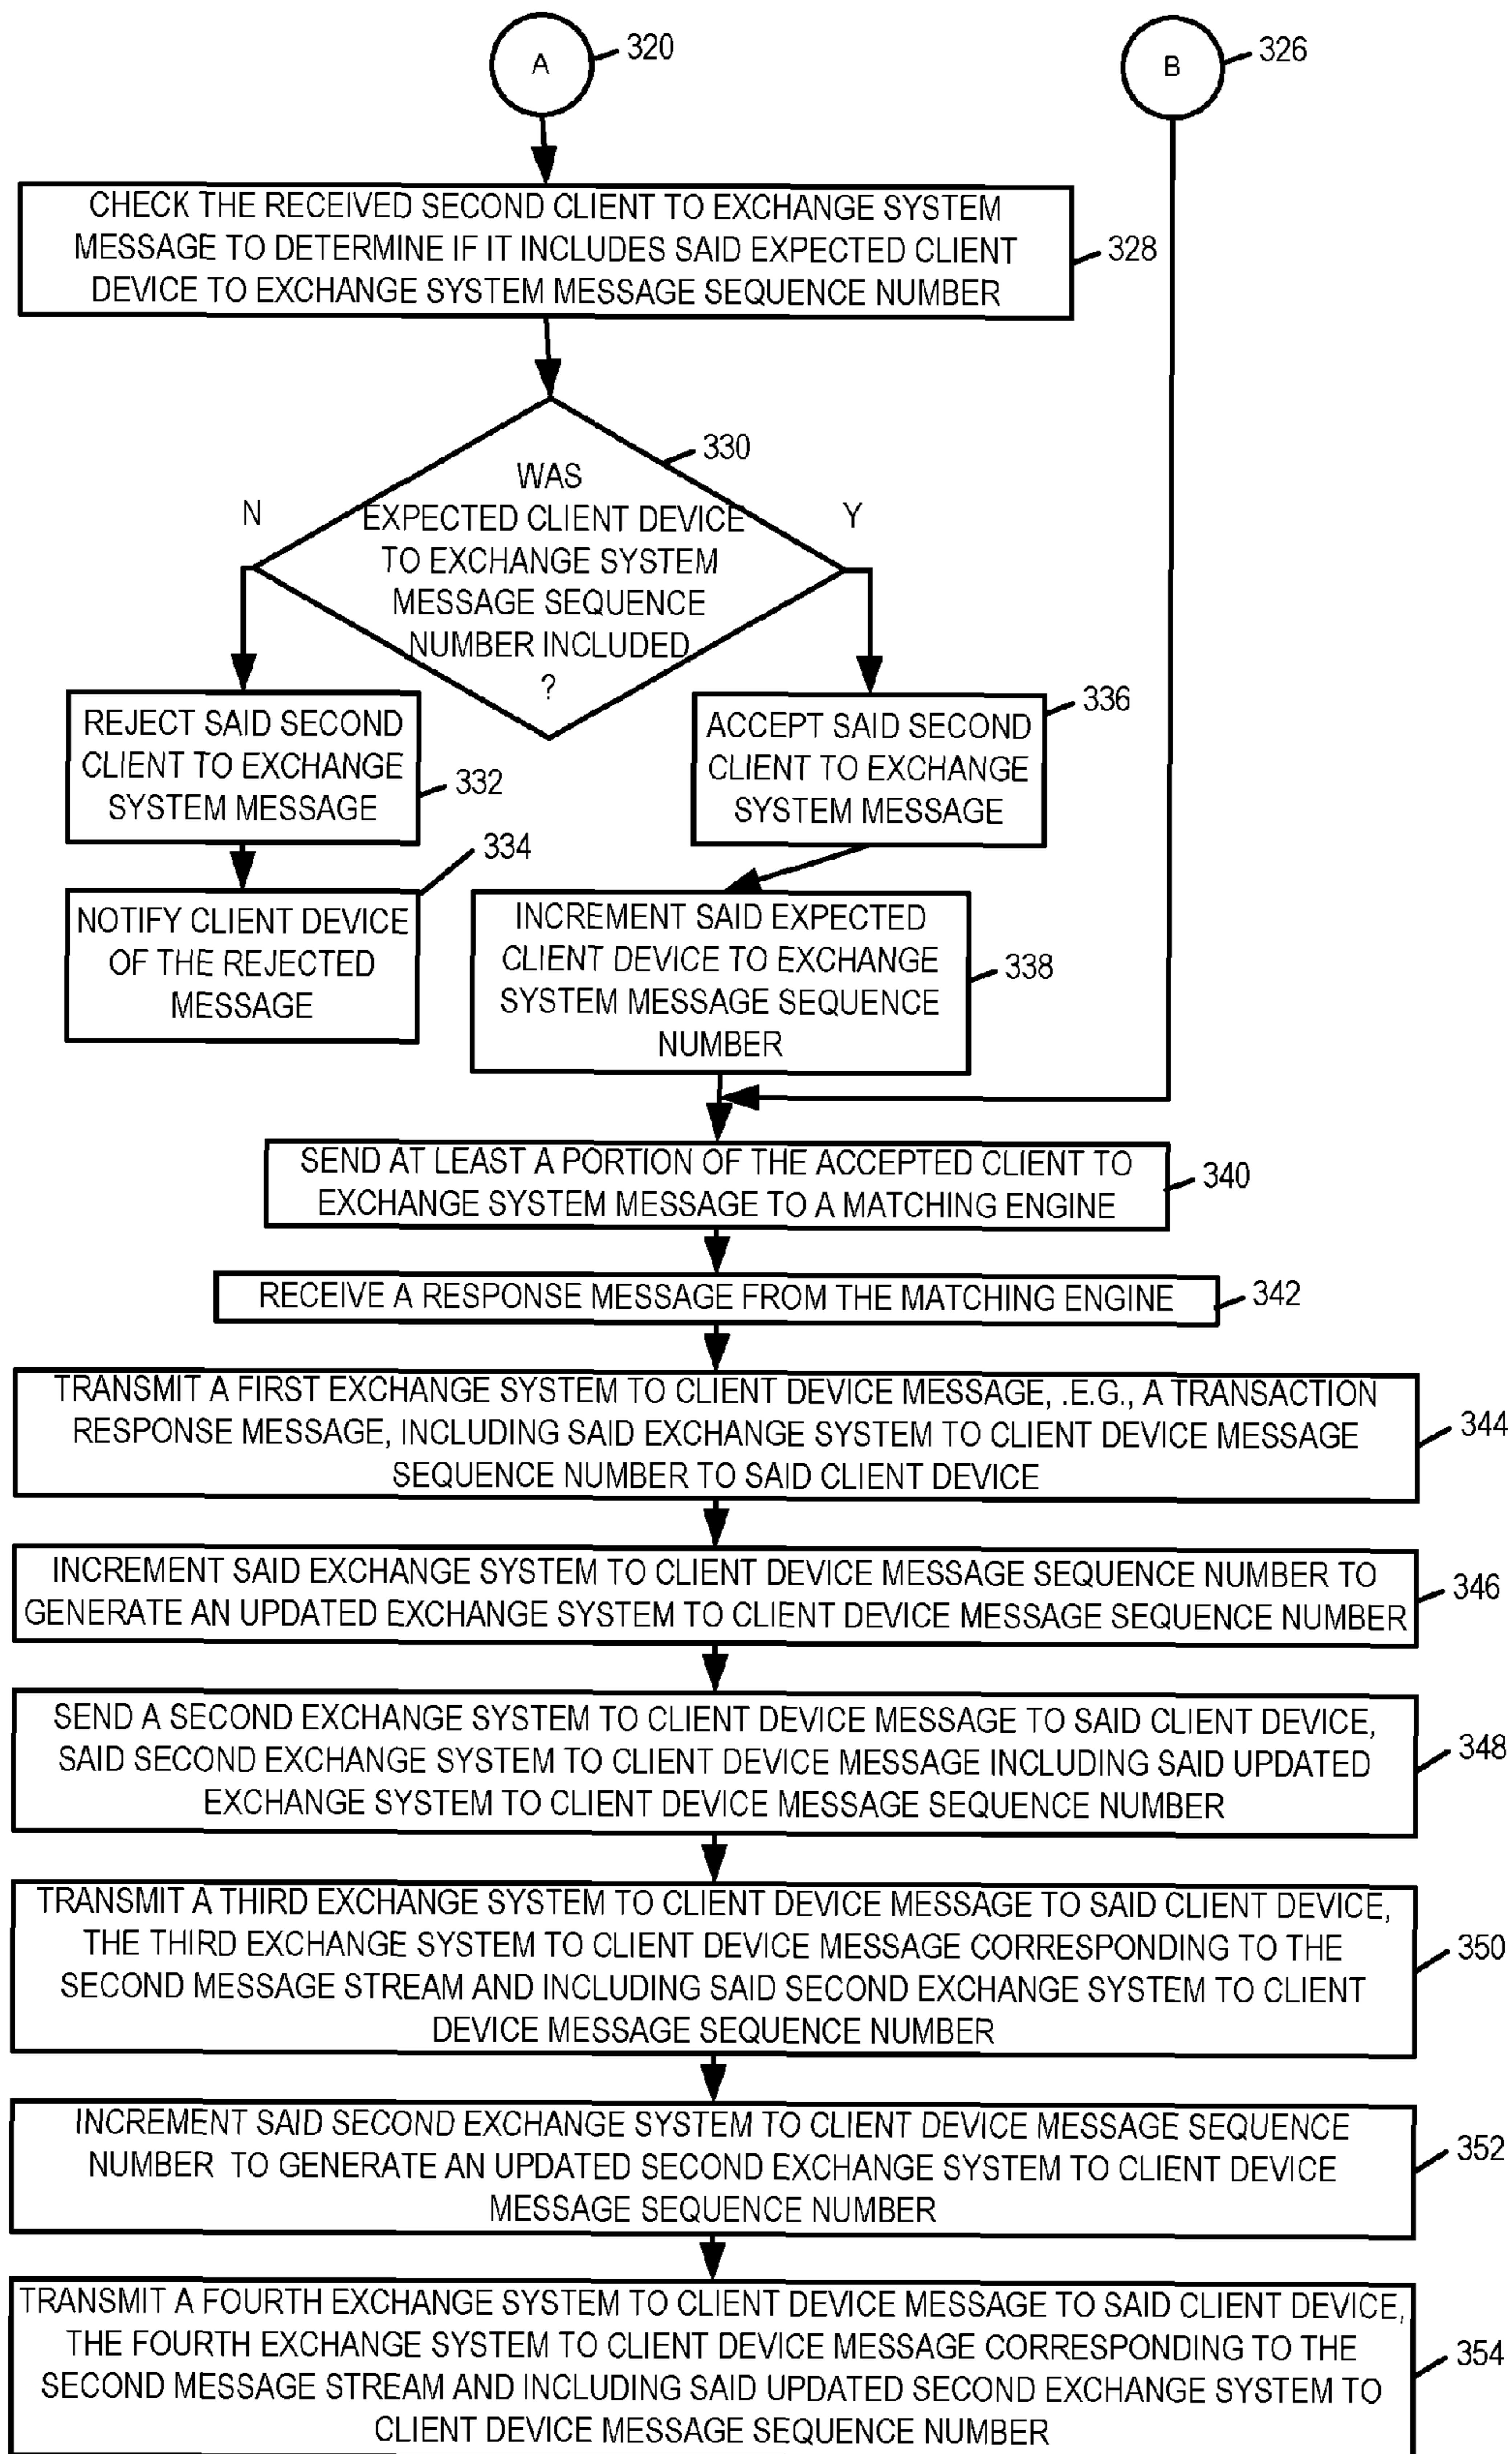 A
320
B
326
CHECK THE RECEIVED SECOND CLIENT TO EXCHANGE SYSTEM
MESSAGE TO DETERMINE IF IT INCLUDES SAID EXPECTED CLIENT
DEVICE TO EXCHANGE SYSTEM MESSAGE SEQUENCE NUMBER
328
330
WAS
EXPECTED CLIENT DEVICE
TO EXCHANGE SYSTEM
MESSAGE SEQUENCE
NUMBER INCLUDED
?
N
Y
REJECT SAID SECOND
CLIENT TO EXCHANGE
SYSTEM MESSAGE
332
ACCEPT SAID SECOND
CLIENT TO EXCHANGE
SYSTEM MESSAGE
336
334
NOTIFY CLIENT DEVICE
OF THE REJECTED
MESSAGE
INCREMENT SAID EXPECTED
CLIENT DEVICE TO EXCHANGE
SYSTEM MESSAGE SEQUENCE
NUMBER
338
SEND AT LEAST A PORTION OF THE ACCEPTED CLIENT TO
EXCHANGE SYSTEM MESSAGE TO A MATCHING ENGINE
340
RECEIVE A RESPONSE MESSAGE FROM THE MATCHING ENGINE
342
TRANSMIT A FIRST EXCHANGE SYSTEM TO CLIENT DEVICE MESSAGE, .E.G., A TRANSACTION
RESPONSE MESSAGE, INCLUDING SAID EXCHANGE SYSTEM TO CLIENT DEVICE MESSAGE
SEQUENCE NUMBER TO SAID CLIENT DEVICE
344
INCREMENT SAID EXCHANGE SYSTEM TO CLIENT DEVICE MESSAGE SEQUENCE NUMBER TO
GENERATE AN UPDATED EXCHANGE SYSTEM TO CLIENT DEVICE MESSAGE SEQUENCE NUMBER
346
SEND A SECOND EXCHANGE SYSTEM TO CLIENT DEVICE MESSAGE TO SAID CLIENT DEVICE,
SAID SECOND EXCHANGE SYSTEM TO CLIENT DEVICE MESSAGE INCLUDING SAID UPDATED
EXCHANGE SYSTEM TO CLIENT DEVICE MESSAGE SEQUENCE NUMBER
348
TRANSMIT A THIRD EXCHANGE SYSTEM TO CLIENT DEVICE MESSAGE TO SAID CLIENT DEVICE,
THE THIRD EXCHANGE SYSTEM TO CLIENT DEVICE MESSAGE CORRESPONDING TO THE
SECOND MESSAGE STREAM AND INCLUDING SAID SECOND EXCHANGE SYSTEM TO CLIENT
DEVICE MESSAGE SEQUENCE NUMBER
350
INCREMENT SAID SECOND EXCHANGE SYSTEM TO CLIENT DEVICE MESSAGE SEQUENCE
NUMBER TO GENERATE AN UPDATED SECOND EXCHANGE SYSTEM TO CLIENT DEVICE
MESSAGE SEQUENCE NUMBER
352
TRANSMIT A FOURTH EXCHANGE SYSTEM TO CLIENT DEVICE MESSAGE TO SAID CLIENT DEVICE,
THE FOURTH EXCHANGE SYSTEM TO CLIENT DEVICE MESSAGE CORRESPONDING TO THE
SECOND MESSAGE STREAM AND INCLUDING SAID UPDATED SECOND EXCHANGE SYSTEM TO
CLIENT DEVICE MESSAGE SEQUENCE NUMBER
354